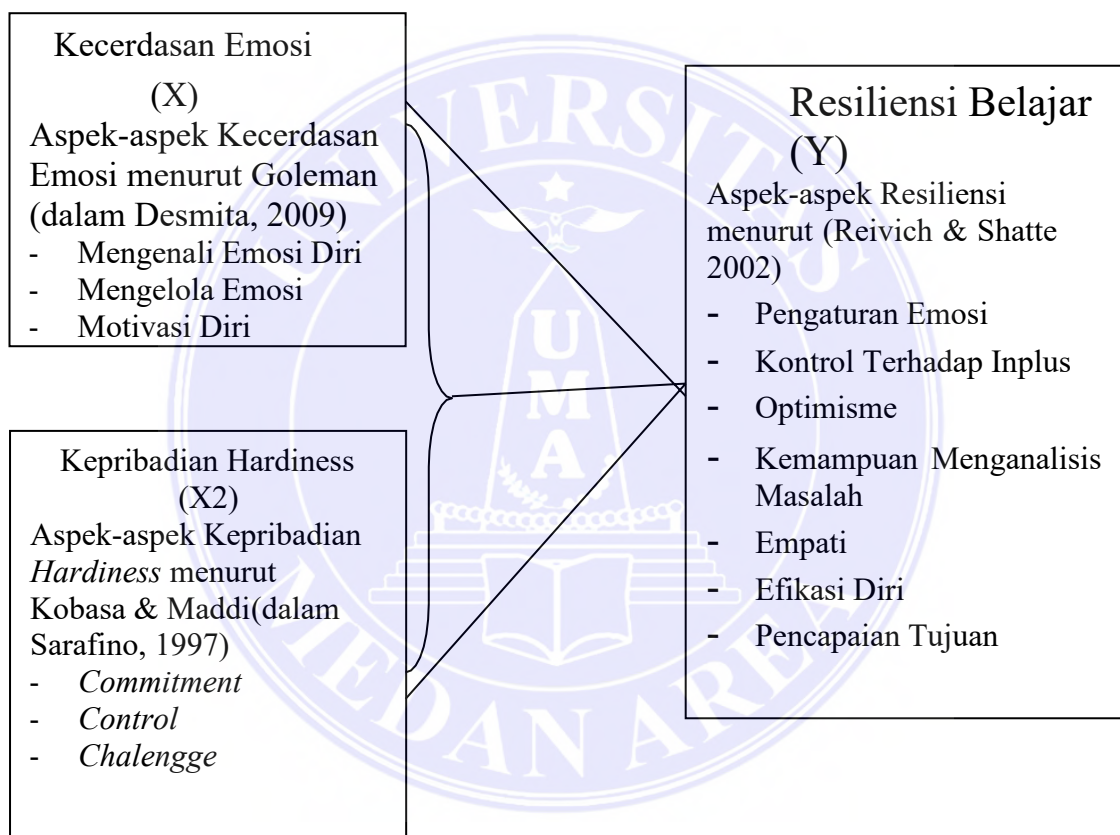 Kecerdasan Emosi
(X)
Aspek-aspek Kecerdasan
Emosi menurut Goleman
(dalam Desmita, 2009)
- Mengenali Emosi Diri
- Mengelola Emosi
- Motivasi Diri
Kepribadian Hardiness
(X2)
Aspek-aspek Kepribadian
Hardiness menurut
Kobasa & Maddi(dalam
Sarafino, 1997)
- Commitment
- Control
- Chalengge
Resiliensi Belajar
(Y)
Aspek-aspek Resiliensi
menurut (Reivich & Shatte
2002)
- Pengaturan Emosi
- Kontrol Terhadap Inplus
- Optimisme
- Kemampuan Menganalisis
Masalah
- Empati
- Efikasi Diri
- Pencapaian Tujuan
UNIVERSITAS
MEDAN AREA
U
M
A